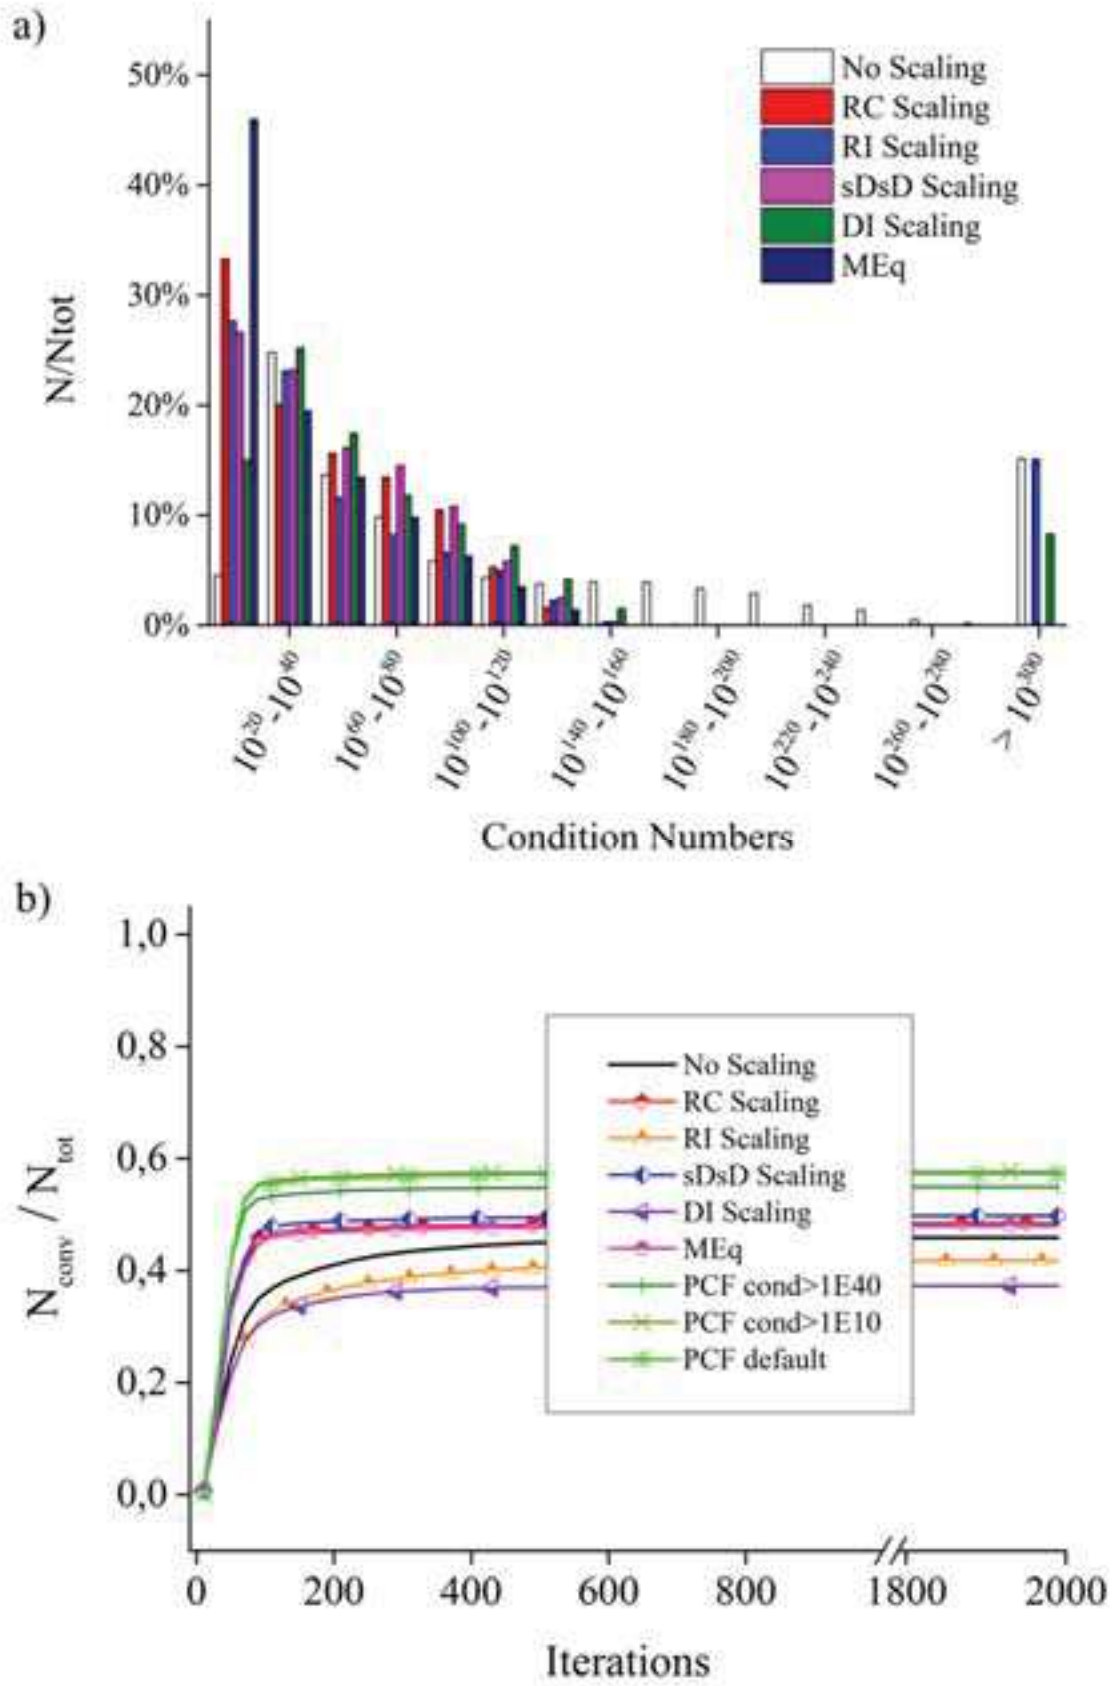 a)
50%
40%
30%
20%
10%
0%
N/Ntot
No Scaling
RC Scaling
RI Scaling
sDsD Scaling
DI Scaling
MEq
10^20-10^40
10^60-10^80
10^100-10^120
10^140-10^160
10^180-10^200
10^220-10^240
10^260-10^280
> 10^300
Condition Numbers
b)
1,0
0,8
0,6
0,4
0,2
0,0
N_conv / N_tot
No Scaling
RC Scaling
RI Scaling
sDsD Scaling
DI Scaling
MEq
PCF cond>1E40
PCF cond>1E10
PCF default
0 200 400 600 800 1800 2000
Iterations